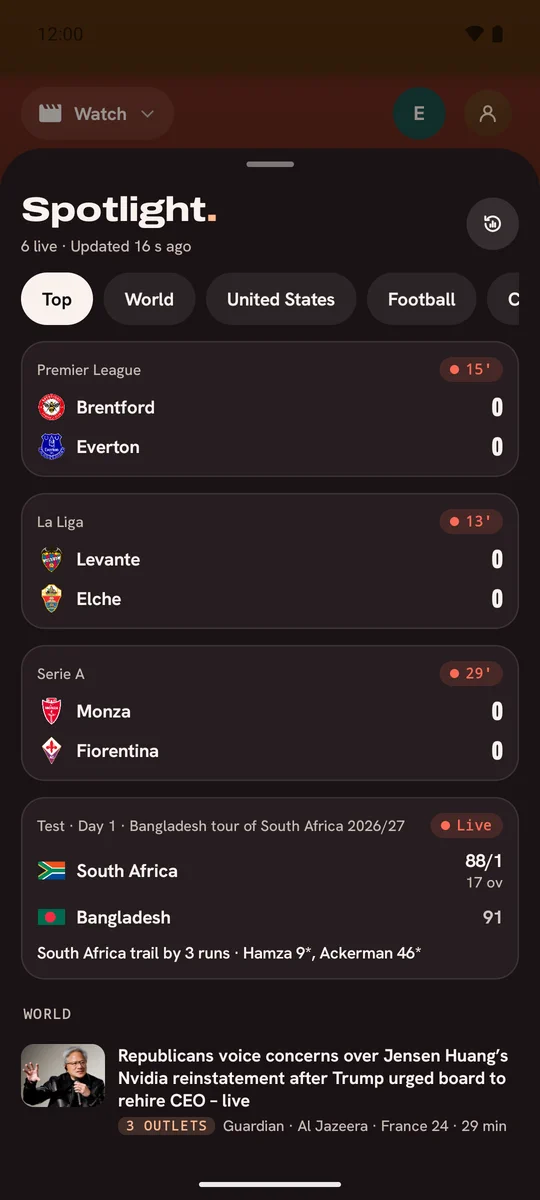 12:00
Watch
E
Spotlight.
6 live · Updated 16 s ago
Top
World
United States
Football
C
Premier League
15'
Brentford
0
Everton
0
La Liga
13'
Levante
0
Elche
0
Serie A
29'
Monza
0
Fiorentina
0
Test · Day 1 · Bangladesh tour of South Africa 2026/27
Live
South Africa
88/1
17 ov
Bangladesh
91
South Africa trail by 3 runs · Hamza 9*, Ackerman 46*
WORLD
Republicans voice concerns over Jensen Huang’s
Nvidia reinstatement after Trump urged board to
rehire CEO – live
3 OUTLETS Guardian · Al Jazeera · France 24 · 29 min